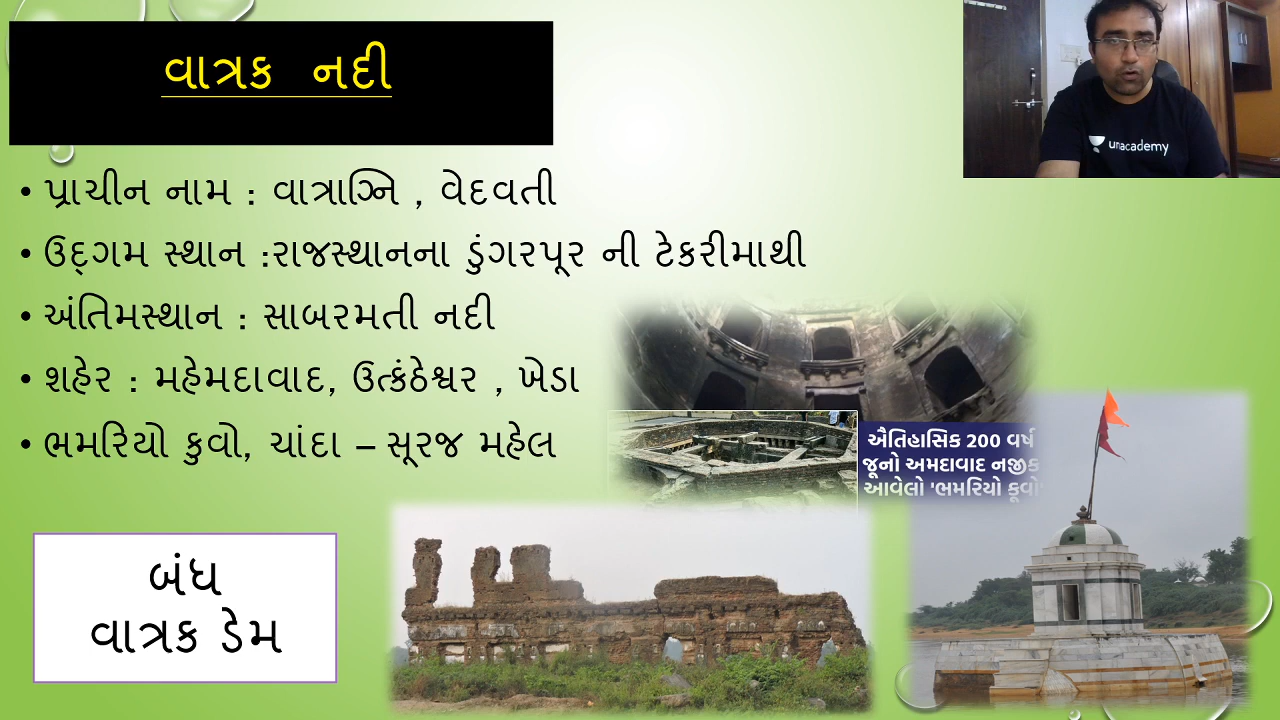 વાત્રક નદી
unacademy
• પ્રાચીન નામ : વાત્રાગ્નિ , વેદવતી
• ઉદ્ગમ સ્થાન :રાજસ્થાનના ડુંગરપૂર ની ટેકરીમાથી
• અંતિમસ્થાન : સાબરમતી નદી
• શહેર : મહેમદાવાદ, ઉત્કંઠેશ્વર , ખેડા
• ભમરિયો કુવો, ચાંદા – સૂરજ મહેલ
ઐતિહાસિક 200 વર્ષ
જૂનો અમદાવાદ નજીક
આવેલો 'ભમરિયો કૂવો'
બંધ
વાત્રક ડેમ